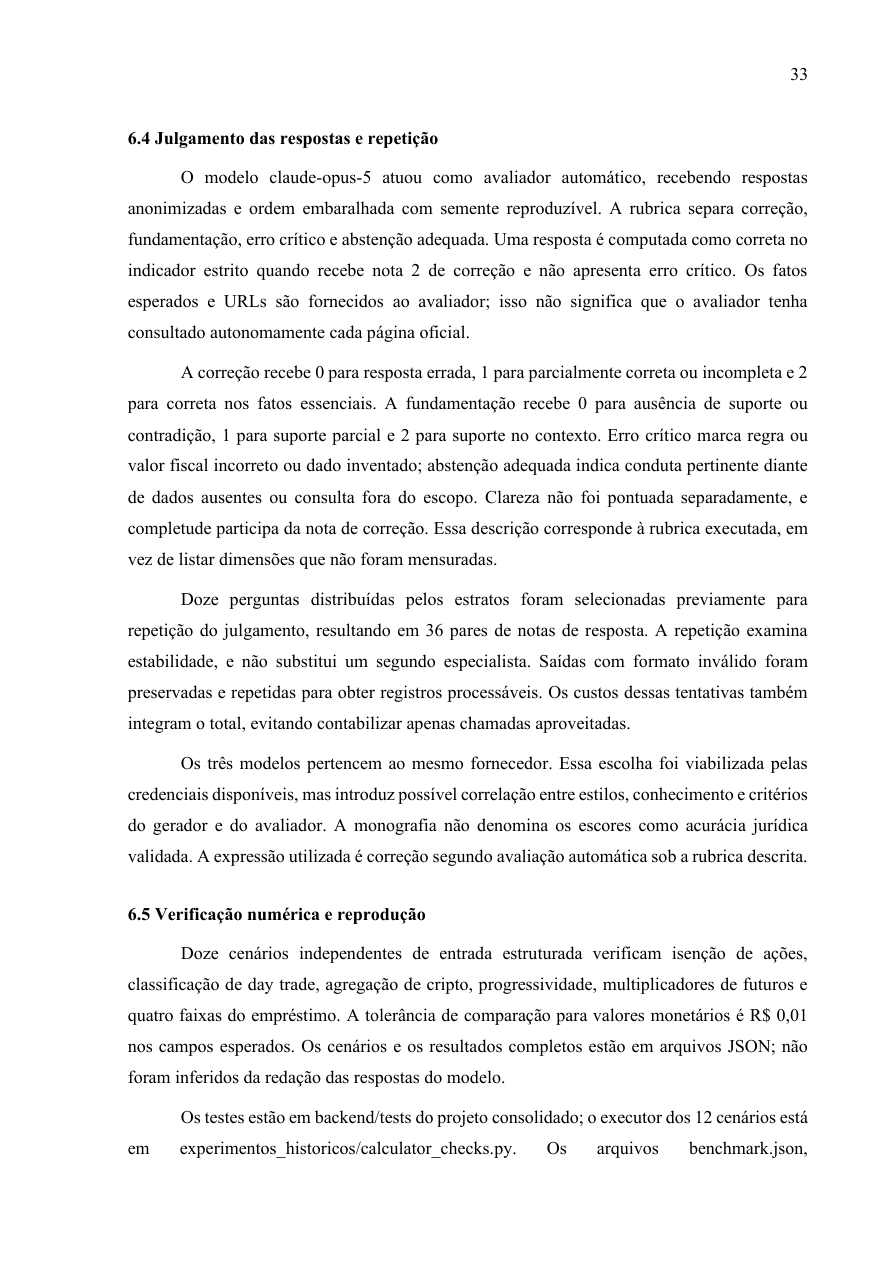 33
6.4 Julgamento das respostas e repetição
O modelo claude-opus-5 atuou como avaliador automático, recebendo respostas
anonimizadas e ordem embaralhada com semente reproduzível. A rubrica separa correção,
fundamentação, erro crítico e abstenção adequada. Uma resposta é computada como correta no
indicador estrito quando recebe nota 2 de correção e não apresenta erro crítico. Os fatos
esperados e URLs são fornecidos ao avaliador; isso não significa que o avaliador tenha
consultado autonomamente cada página oficial.
A correção recebe 0 para resposta errada, 1 para parcialmente correta ou incompleta e 2
para correta nos fatos essenciais. A fundamentação recebe 0 para ausência de suporte ou
contradição, 1 para suporte parcial e 2 para suporte no contexto. Erro crítico marca regra ou
valor fiscal incorreto ou dado inventado; abstenção adequada indica conduta pertinente diante
de dados ausentes ou consulta fora do escopo. Clareza não foi pontuada separadamente, e
completude participa da nota de correção. Essa descrição corresponde à rubrica executada, em
vez de listar dimensões que não foram mensuradas.
Doze perguntas distribuídas pelos estratos foram selecionadas previamente para
repetição do julgamento, resultando em 36 pares de notas de resposta. A repetição examina
estabilidade, e não substitui um segundo especialista. Saídas com formato inválido foram
preservadas e repetidas para obter registros processáveis. Os custos dessas tentativas também
integram o total, evitando contabilizar apenas chamadas aproveitadas.
Os três modelos pertencem ao mesmo fornecedor. Essa escolha foi viabilizada pelas
credenciais disponíveis, mas introduz possível correlação entre estilos, conhecimento e critérios
do gerador e do avaliador. A monografia não denomina os escores como acurácia jurídica
validada. A expressão utilizada é correção segundo avaliação automática sob a rubrica descrita.
6.5 Verificação numérica e reprodução
Doze cenários independentes de entrada estruturada verificam isenção de ações,
classificação de day trade, agregação de cripto, progressividade, multiplicadores de futuros e
quatro faixas do empréstimo. A tolerância de comparação para valores monetários é R$ 0,01
nos campos esperados. Os cenários e os resultados completos estão em arquivos JSON; não
foram inferidos da redação das respostas do modelo.
Os testes estão em backend/tests do projeto consolidado; o executor dos 12 cenários está
em experimentos_historicos/calculator_checks.py. Os arquivos benchmark.json,